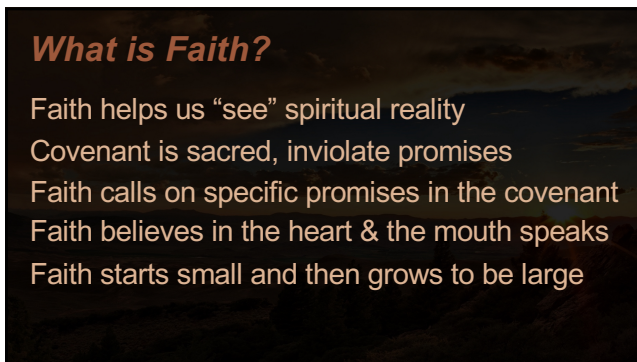 What is Faith?
Faith helps us “see” spiritual reality
Covenant is sacred, inviolate promises
Faith calls on specific promises in the covenant
Faith believes in the heart & the mouth speaks
Faith starts small and then grows to be large